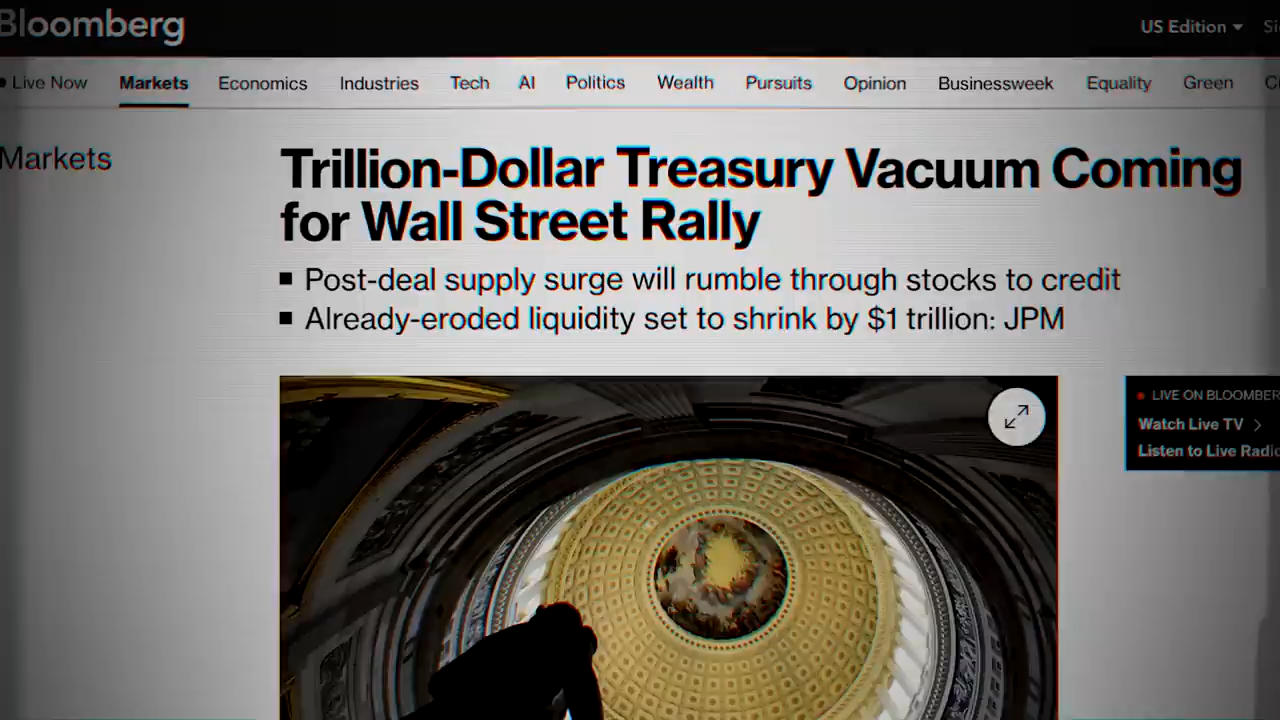 Bloomberg
US Edition
Live Now Markets Economics Industries Tech AI Politics Wealth Pursuits Opinion Businessweek Equality Green
Markets
Trillion-Dollar Treasury Vacuum Coming
for Wall Street Rally
Post-deal supply surge will rumble through stocks to credit
Already-eroded liquidity set to shrink by $1 trillion: JPM
LIVE ON BLOOMBER
Watch Live TV
Listen to Live Radio